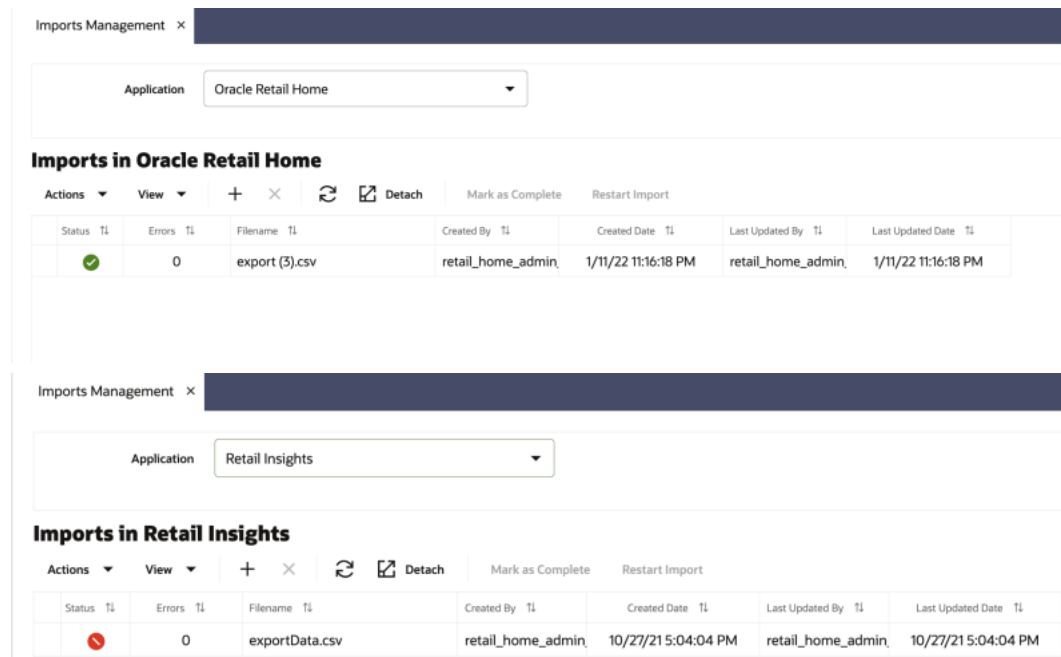 Imports Management ×
Application Oracle Retail Home
Imports in Oracle Retail Home
Actions View Detach Mark as Complete Restart Import
Status Errors Filename Created By Created Date Last Updated By Last Updated Date
0 export (3).csv retail_home_admin_ 1/11/22 11:16:18 PM retail_home_admin_ 1/11/22 11:16:18 PM
Imports Management ×
Application Retail Insights
Imports in Retail Insights
Actions View Detach Mark as Complete Restart Import
Status Errors Filename Created By Created Date Last Updated By Last Updated Date
0 exportData.csv retail_home_admin_ 10/27/21 5:04:04 PM retail_home_admin_ 10/27/21 5:04:04 PM